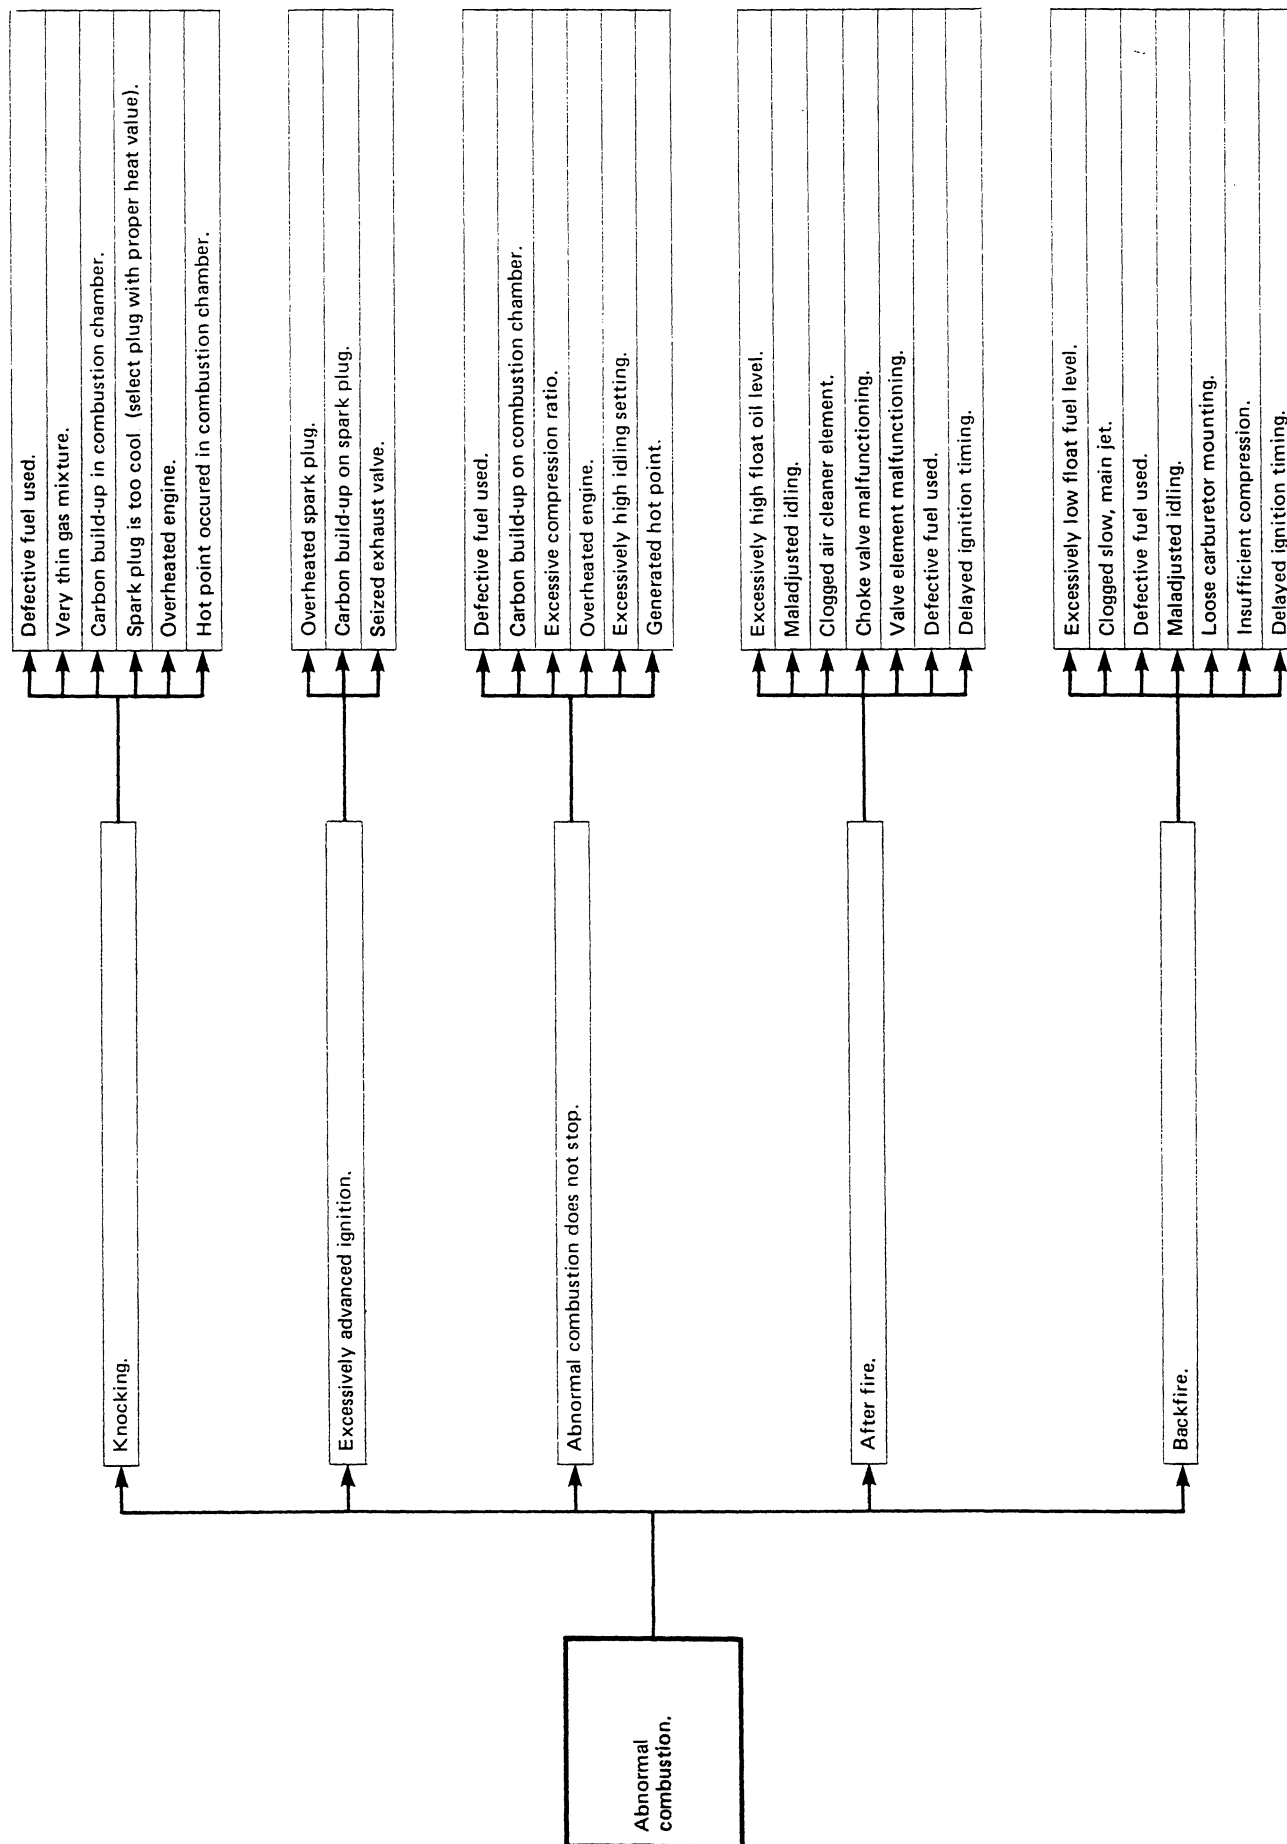 Abnormal
combustion.
Knocking.
Defective fuel used.
Very thin gas mixture.
Carbon build-up in combustion chamber.
Spark plug is too cool (select plug with proper heat value).
Overheated engine.
Hot point occured in combustion chamber.
Excessively advanced ignition.
Overheated spark plug.
Carbon build-up on spark plug.
Seized exhaust valve.
Abnormal combustion does not stop.
Defective fuel used.
Carbon build-up on combustion chamber.
Excessive compression ratio.
Overheated engine.
Excessively high idling setting.
Generated hot point.
After fire.
Excessively high float oil level.
Maladjusted idling.
Clogged air cleaner element.
Choke valve malfunctioning.
Valve element malfunctioning.
Defective fuel used.
Delayed ignition timing.
Backfire.
Excessively low float fuel level.
Clogged slow, main jet.
Defective fuel used.
Maladjusted idling.
Loose carburetor mounting.
Insufficient compression.
Delayed ignition timing.